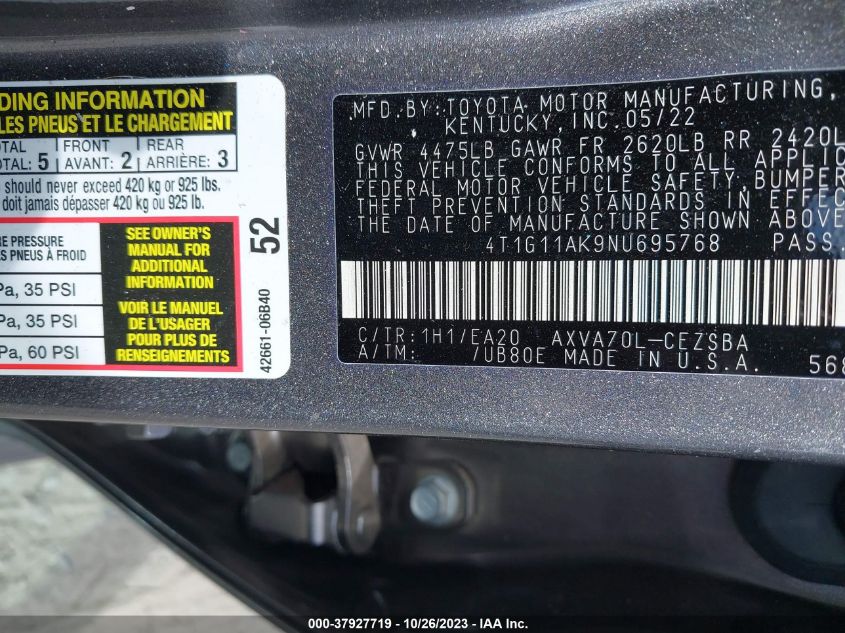 DING INFORMATION
LES PNEUS ET LE CHARGEMENT
TOTAL: 5 FRONT AVANT: 2 REAR ARRIÈRE: 3
should never exceed 420 kg or 925 lbs.
doit jamais dépasser 420 kg ou 925 lb.
RE PRESSURE
ES PNEUS À FROID
Pa, 35 PSI
Pa, 35 PSI
Pa, 60 PSI
SEE OWNER'S
MANUAL FOR
ADDITIONAL
INFORMATION
VOIR LE MANUEL
DE L'USAGER
POUR PLUS DE
RENSEIGNEMENTS
52
42661-06B40
MFD. BY: TOYOTA MOTOR MANUFACTURING,
KENTUCKY, INC. 05/22
GVWR 4475LB GAWR FR 2620LB RR 2420L
THIS VEHICLE CONFORMS TO ALL APPLIC
FEDERAL MOTOR VEHICLE SAFETY, BUMPER
THEFT PREVENTION STANDARDS IN EFFEC
THE DATE OF MANUFACTURE SHOWN ABOVE
4T1G11AK9NU695768 PASS.
C/TR: 1H1/EA20 AXVA70L-CEZSBA
A/TM: /UB80E MADE IN U.S.A. 568
000-37927719 - 10/26/2023 - IAA Inc.